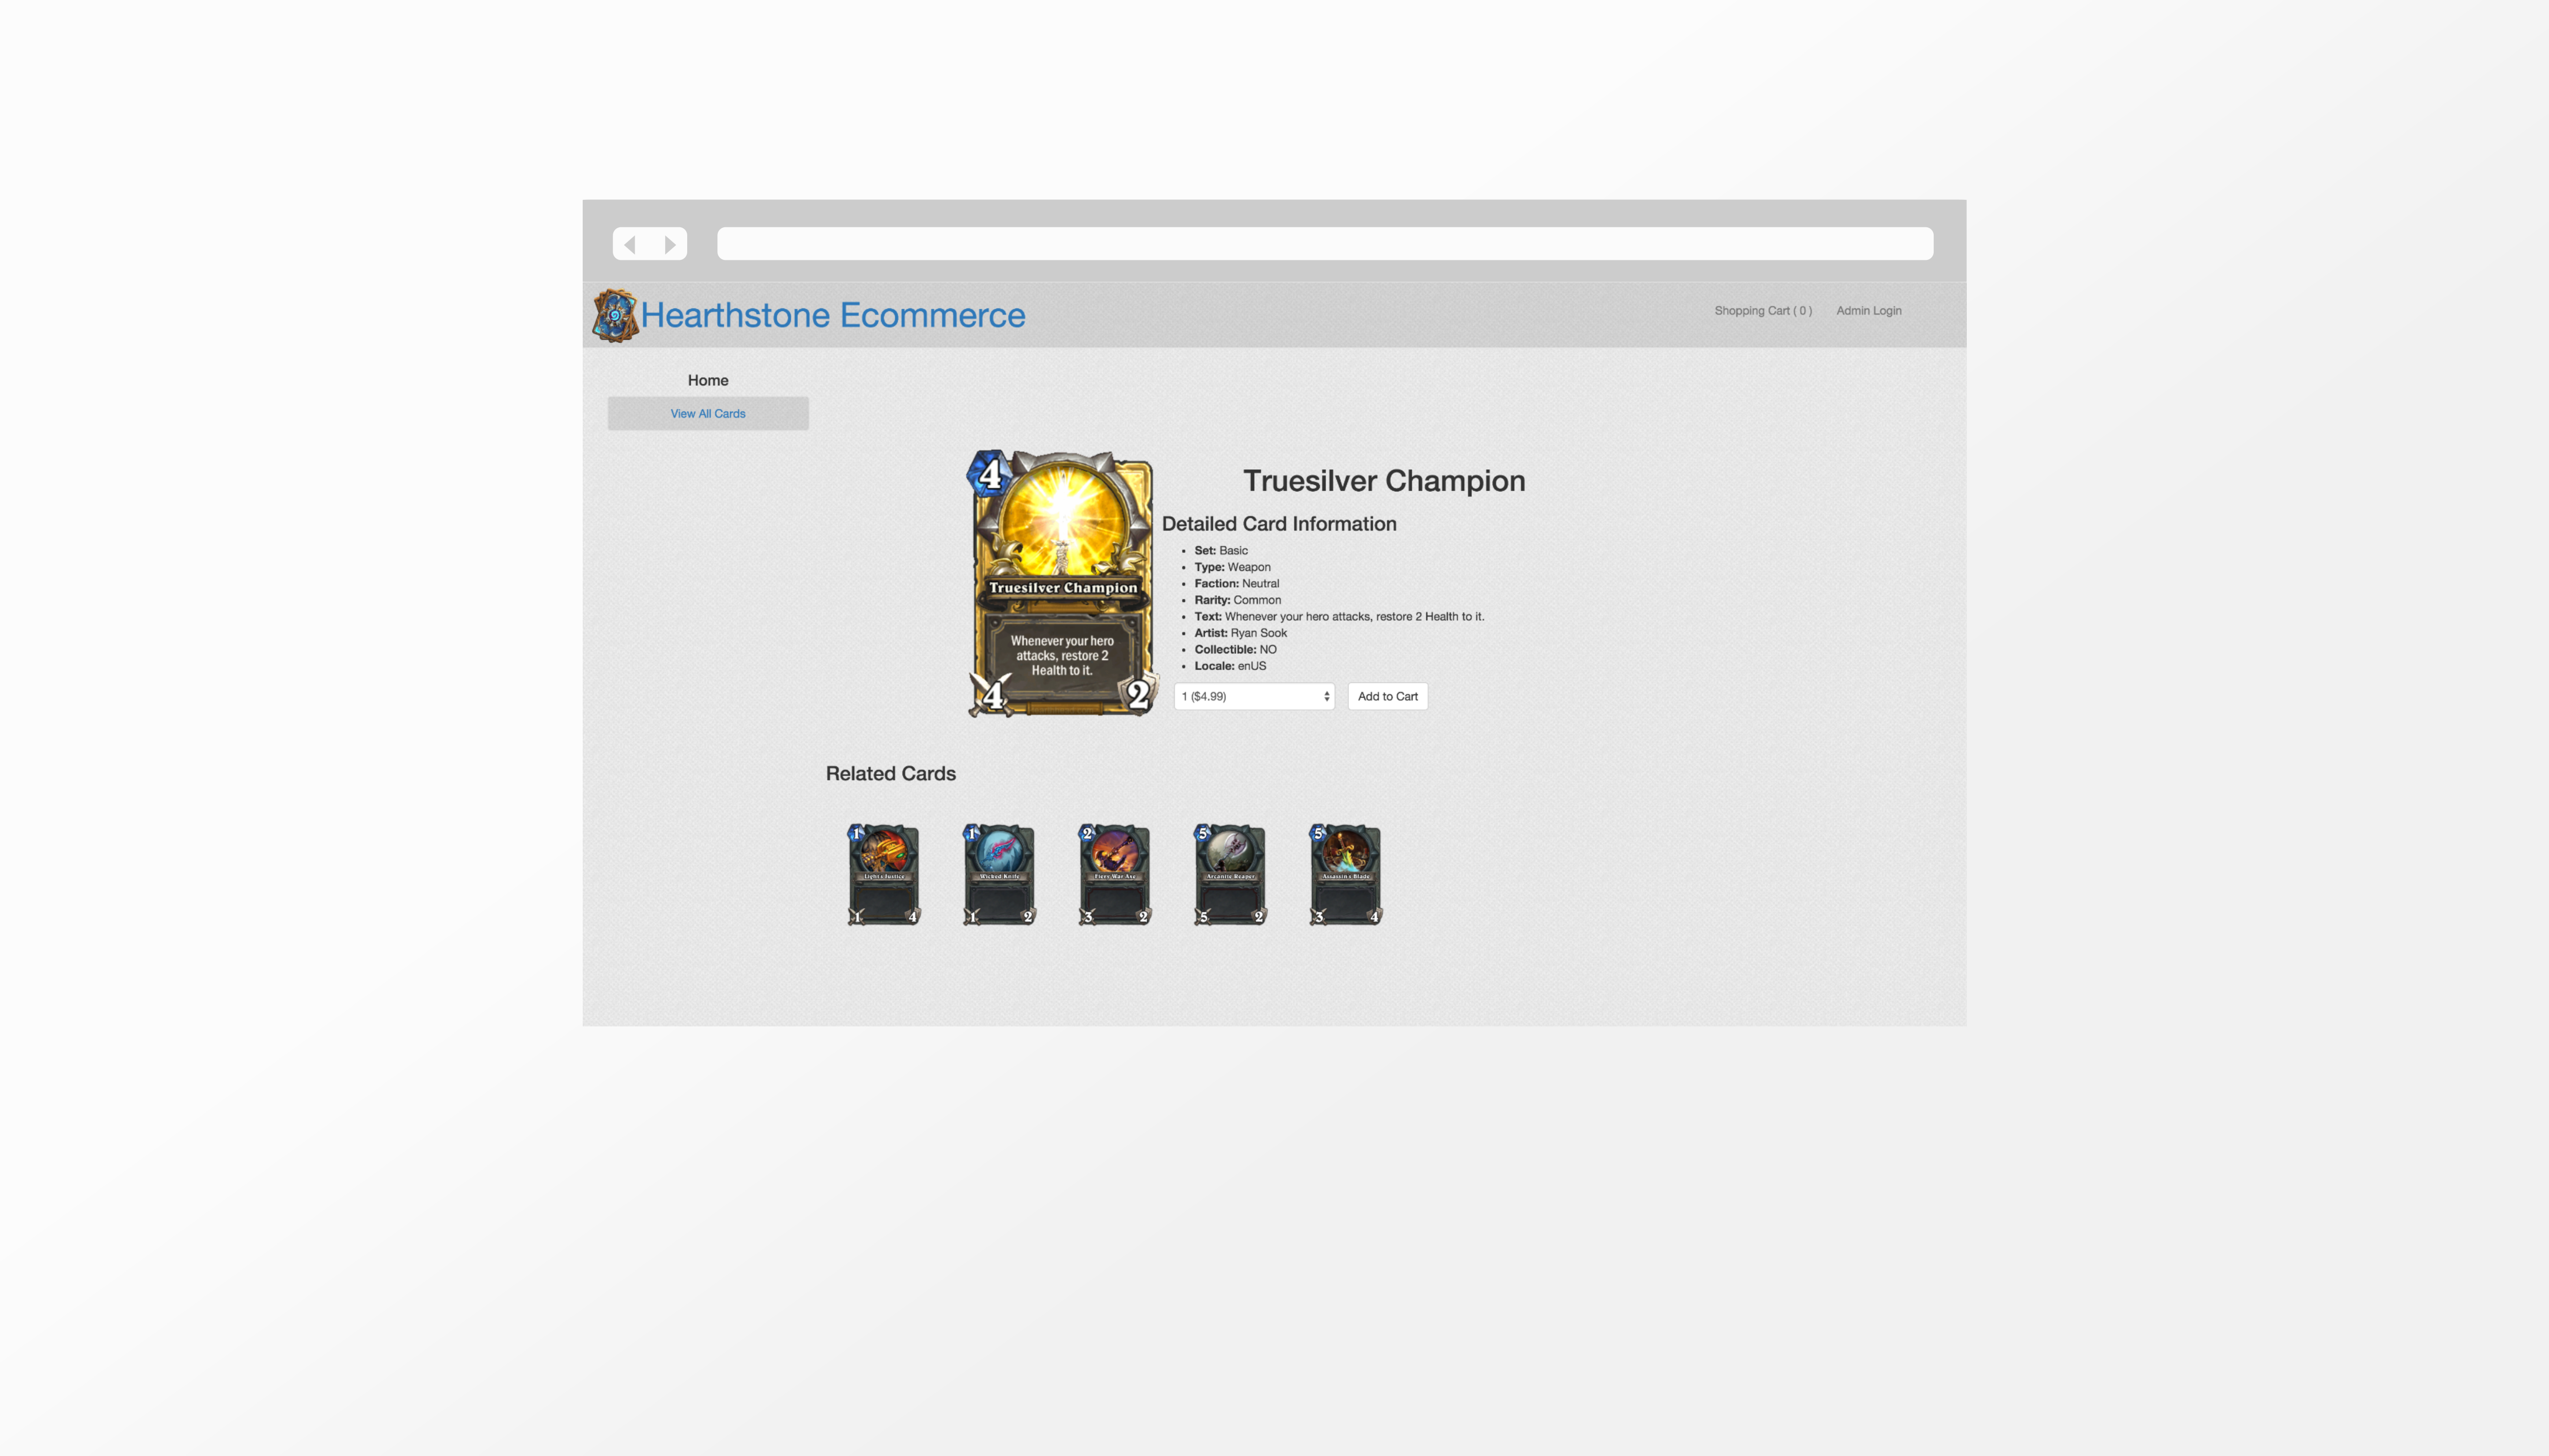 Hearthstone Ecommerce
Shopping Cart ( 0 )
Admin Login
Home
View All Cards
4
Truesilver Champion
Whenever your hero
attacks, restore 2
Health to it.
4
2
Truesilver Champion
Detailed Card Information
Set: Basic
Type: Weapon
Faction: Neutral
Rarity: Common
Text: Whenever your hero attacks, restore 2 Health to it.
Artist: Ryan Sook
Collectible: NO
Locale: enUS
1 ($4.99)
Add to Cart
Related Cards
1
Light's Justice
1
4
1
Wicked Knife
1
2
2
Fiery War Axe
3
2
5
Arcanite Reaper
5
2
5
Assassin's Blade
3
4